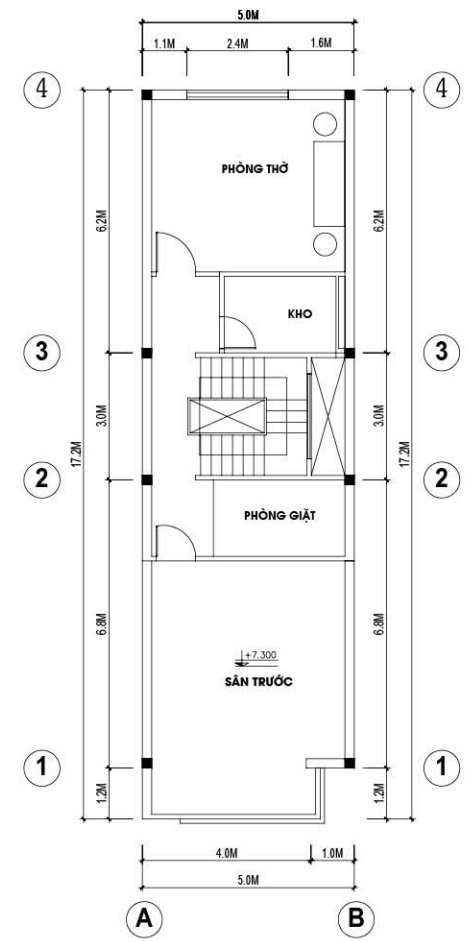 5.0M
1.1M 2.4M 1.6M
4 4
PHÒNG THỜ
6.2M 6.2M
KHO
3 3
3.0M 3.0M
17.2M 17.2M
2 2
PHÒNG GIẶT
6.8M 6.8M
+7.300
SÂN TRƯỚC
1 1
1.2M 1.2M
4.0M 1.0M
5.0M
A B